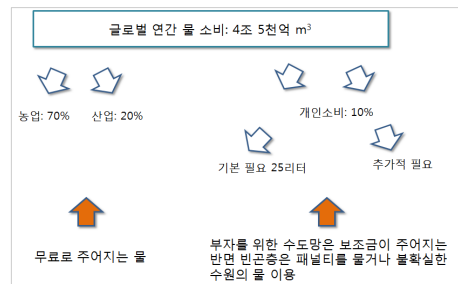 글로벌 연간 물 소비: 4조 5천억 m³
농업: 70% 산업: 20% 개인소비: 10%
기본 필요 25리터 추가적 필요
무료로 주어지는 물
부자를 위한 수도망은 보조금이 주어지는
반면 빈곤층은 패널티를 물거나 불확실한
수원의 물 이용